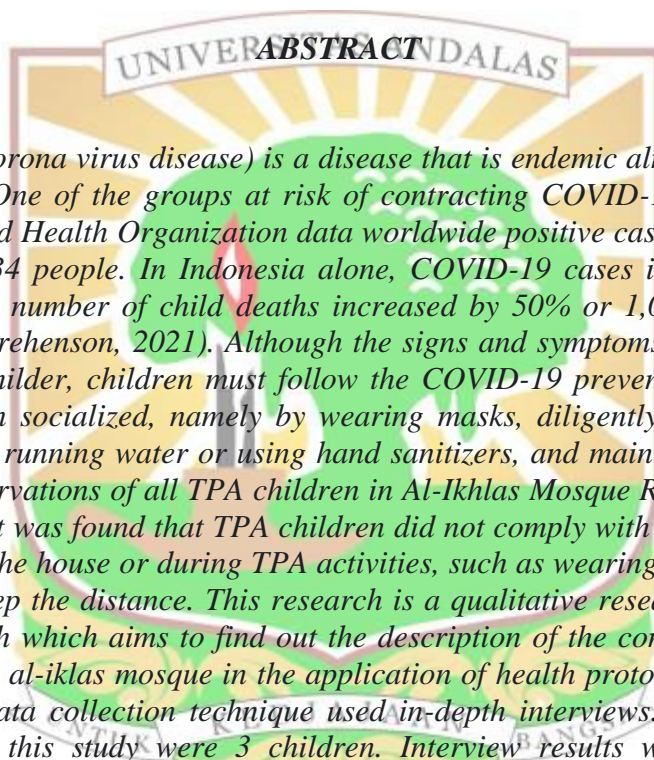 UNIVERSITAS ANDALAS
ABSTRACT
orona virus disease) is a disease that is endemic al
One of the groups at risk of contracting COVID-1
d Health Organization data worldwide positive cas
34 people. In Indonesia alone, COVID-19 cases i
number of child deaths increased by 50% or 1,0
rehenson, 2021). Although the signs and symptoms
ilder, children must follow the COVID-19 preven
n socialized, namely by wearing masks, diligently
running water or using hand sanitizers, and main
rvations of all TPA children in Al-Ikhlas Mosque R
t was found that TPA children did not comply with
he house or during TPA activities, such as wearing
ep the distance. This research is a qualitative resea
h which aims to find out the description of the co
al-iklas mosque in the application of health proto
ata collection technique used in-depth interviews.
this study were 3 children. Interview results w
UNTUK KEDJAJAAN BANGS